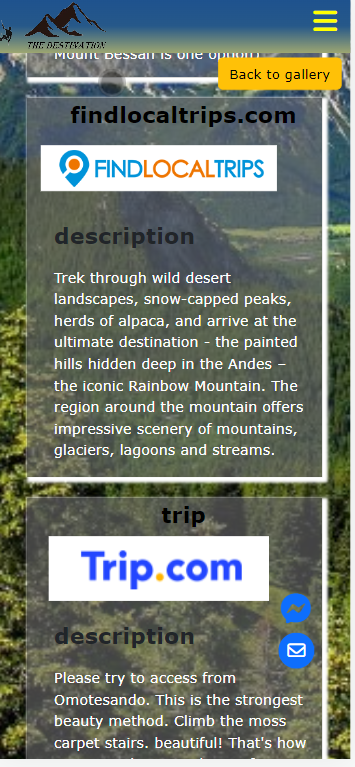 THE DESTIVATION
Mount Bessan is one option
Back to gallery
findlocaltrips.com
FINDLOCALTRIPS
description
Trek through wild desert
landscapes, snow-capped peaks,
herds of alpaca, and arrive at the
ultimate destination - the painted
hills hidden deep in the Andes –
the iconic Rainbow Mountain. The
region around the mountain offers
impressive scenery of mountains,
glaciers, lagoons and streams.
trip
Trip.com
description
Please try to access from
Omotesando. This is the strongest
beauty method. Climb the moss
carpet stairs. beautiful! That's how